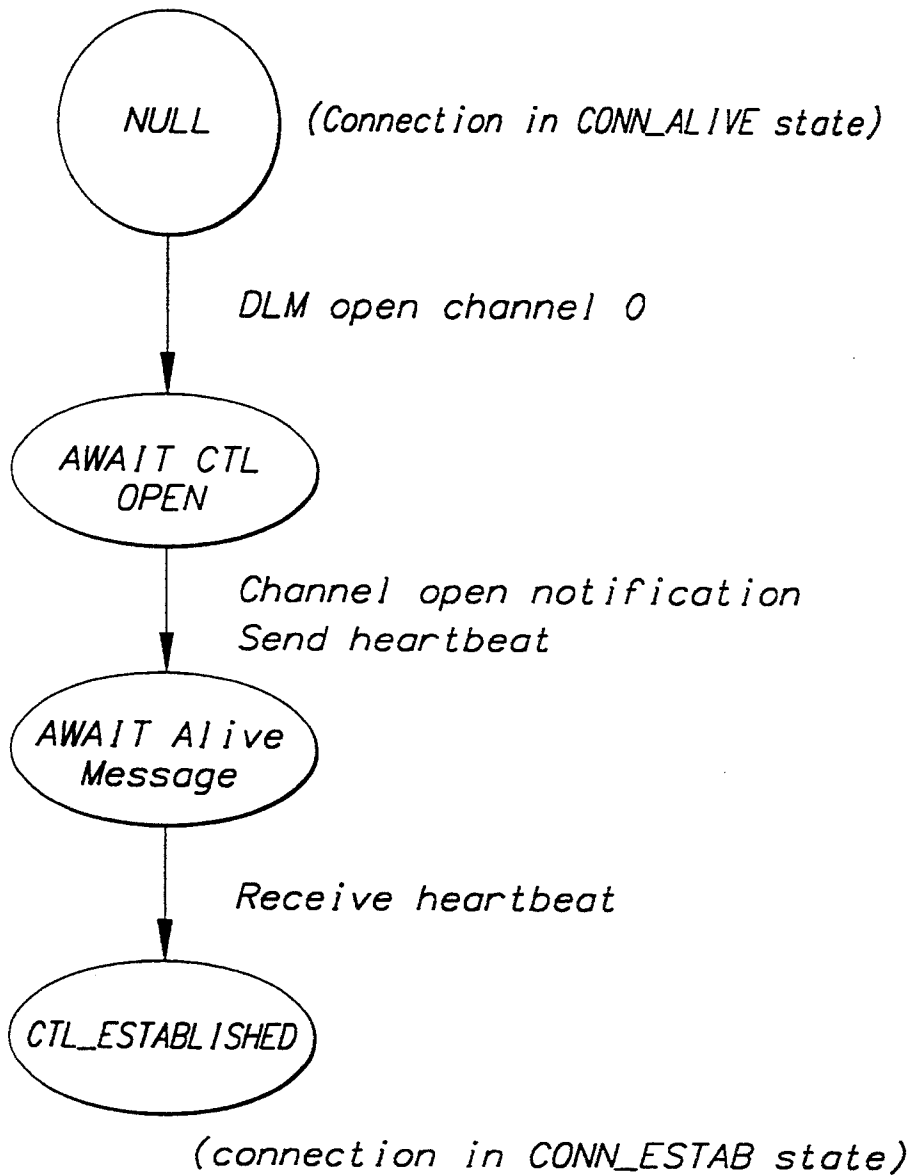 NULL
(Connection in CONN_ALIVE state)
DLM open channel 0
AWAIT CTL
OPEN
Channel open notification
Send heartbeat
AWAIT Alive
Message
Receive heartbeat
CTL_ESTABLISHED
(connection in CONN_ESTAB state)